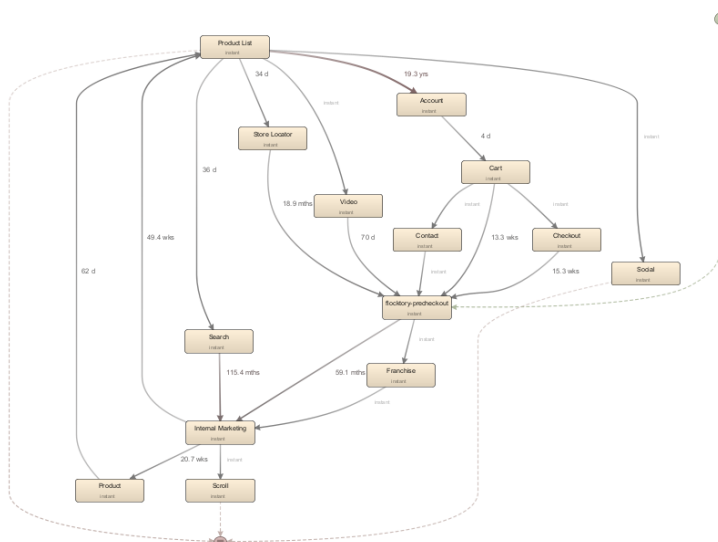 Product List
instant
34 d
19.3 yrs
instant
Account
instant
Store Locator
instant
4 d
instant
36 d
Cart
instant
Video
instant
18.9 mths
instant
instant
49.4 wks
70 d
Contact
instant
13.3 wks
Checkout
instant
62 d
instant
15.3 wks
Social
instant
flocktory-precheckout
instant
Search
instant
instant
115.4 mths
59.1 mths
Franchise
instant
instant
Internal Marketing
instant
20.7 wks
instant
Product
instant
Scroll
instant